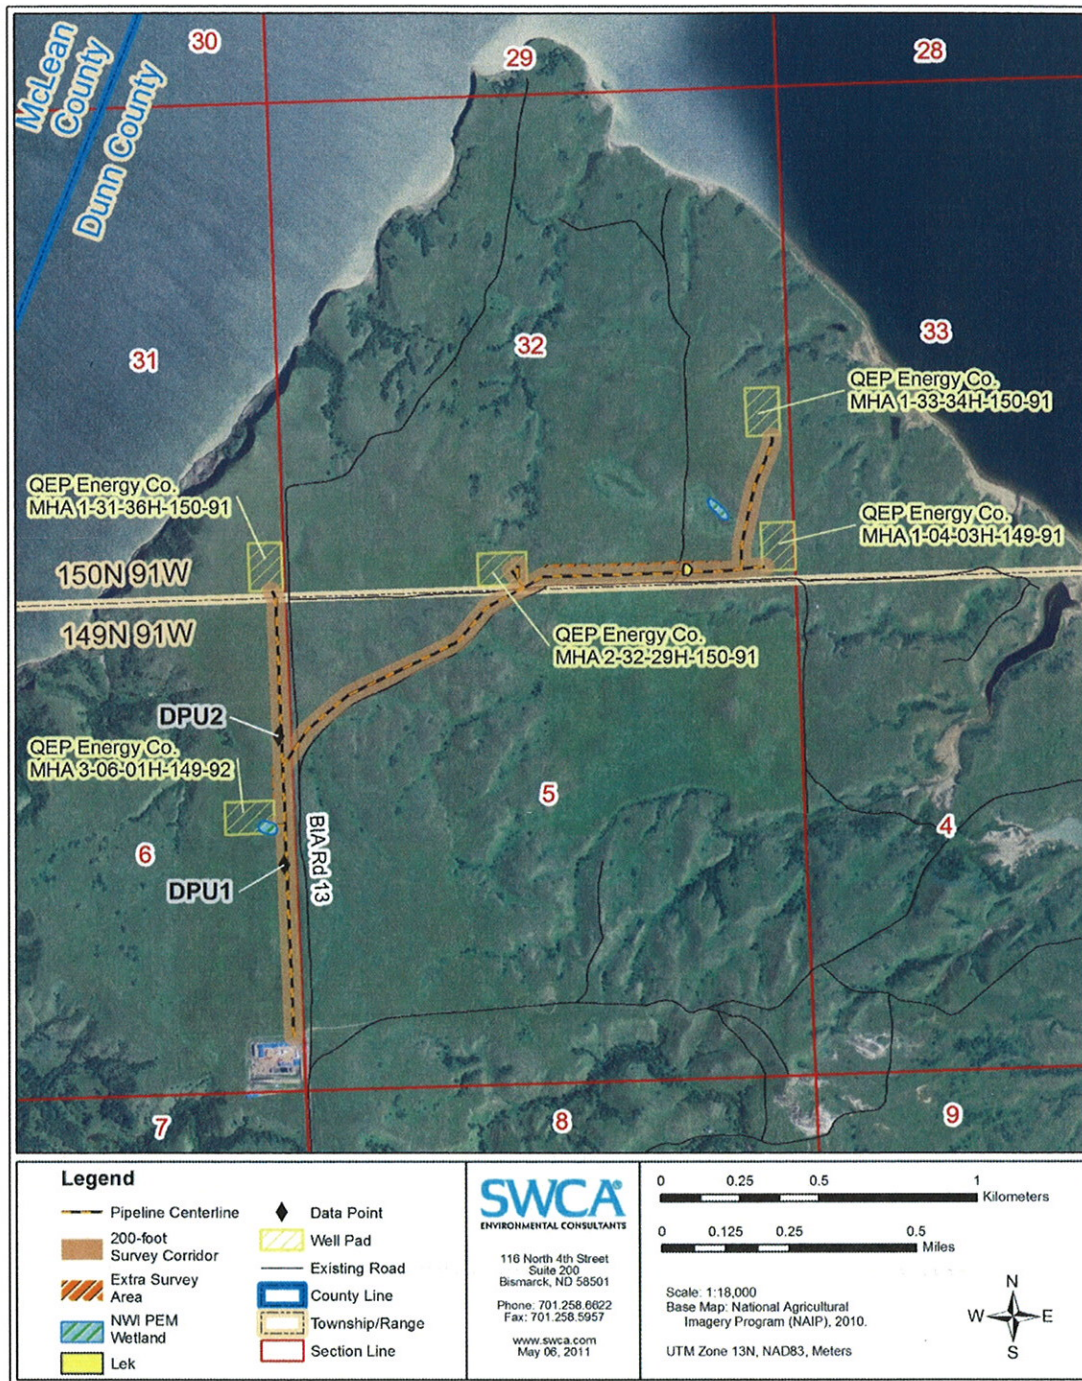 McLean
County
Dunn County
30
29
28
31
32
33
QEP Energy Co.
MHA 1-33-34H-150-91
QEP Energy Co.
MHA 1-31-36H-150-91
QEP Energy Co.
MHA 1-04-03H-149-91
150N 91W
149N 91W
QEP Energy Co.
MHA 2-32-29H-150-91
DPU2
QEP Energy Co.
MHA 3-06-01H-149-92
5
4
6
BIA Rd 13
DPU1
7
8
9
Legend
Pipeline Centerline
200-foot
Survey Corridor
Extra Survey
Area
NWI PEM
Wetland
Lek
Data Point
Well Pad
Existing Road
County Line
Township/Range
Section Line
SWCA®
ENVIRONMENTAL CONSULTANTS
116 North 4th Street
Suite 200
Bismarck, ND 58501
Phone: 701.258.6622
Fax: 701.258.5957
www.swca.com
May 06, 2011
0 0.25 0.5 1
Kilometers
0 0.125 0.25 0.5
Miles
Scale: 1:18,000
Base Map: National Agricultural
Imagery Program (NAIP), 2010.
UTM Zone 13N, NAD83, Meters
N
W E
S